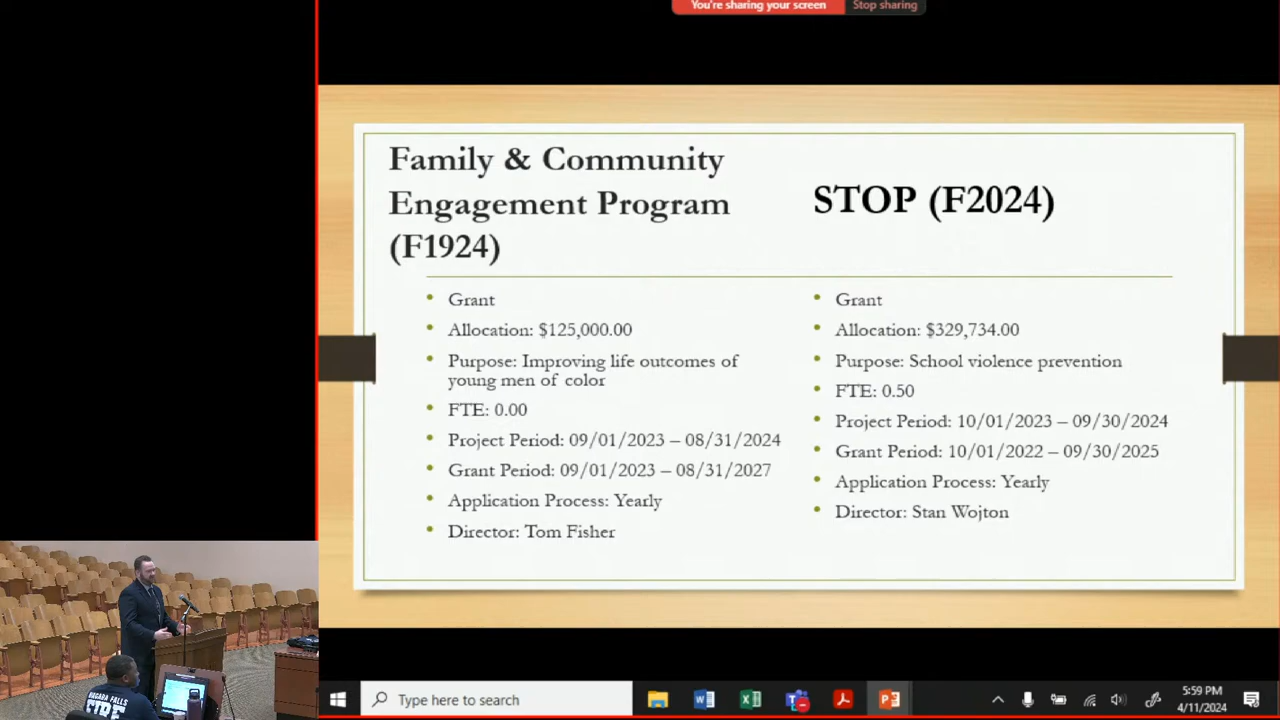 You're sharing your screen
Stop sharing
Family & Community
Engagement Program
(F1924)
• Grant
• Allocation: $125,000.00
• Purpose: Improving life outcomes of
young men of color
• FTE: 0.00
• Project Period: 09/01/2023 – 08/31/2024
• Grant Period: 09/01/2023 – 08/31/2027
• Application Process: Yearly
• Director: Tom Fisher
STOP (F2024)
• Grant
• Allocation: $329,734.00
• Purpose: School violence prevention
• FTE: 0.50
• Project Period: 10/01/2023 – 09/30/2024
• Grant Period: 10/01/2022 – 09/30/2025
• Application Process: Yearly
• Director: Stan Wojton
NIAGARA FALLS
FIRE
Type here to search
5:59 PM
4/11/2024